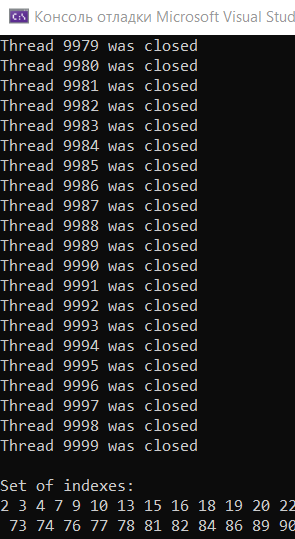 Консоль отладки Microsoft Visual Stud
Thread 9979 was closed
Thread 9980 was closed
Thread 9981 was closed
Thread 9982 was closed
Thread 9983 was closed
Thread 9984 was closed
Thread 9985 was closed
Thread 9986 was closed
Thread 9987 was closed
Thread 9988 was closed
Thread 9989 was closed
Thread 9990 was closed
Thread 9991 was closed
Thread 9992 was closed
Thread 9993 was closed
Thread 9994 was closed
Thread 9995 was closed
Thread 9996 was closed
Thread 9997 was closed
Thread 9998 was closed
Thread 9999 was closed
Set of indexes:
2 3 4 7 9 10 13 15 16 18 19 20 22
73 74 76 77 78 81 82 84 86 89 90